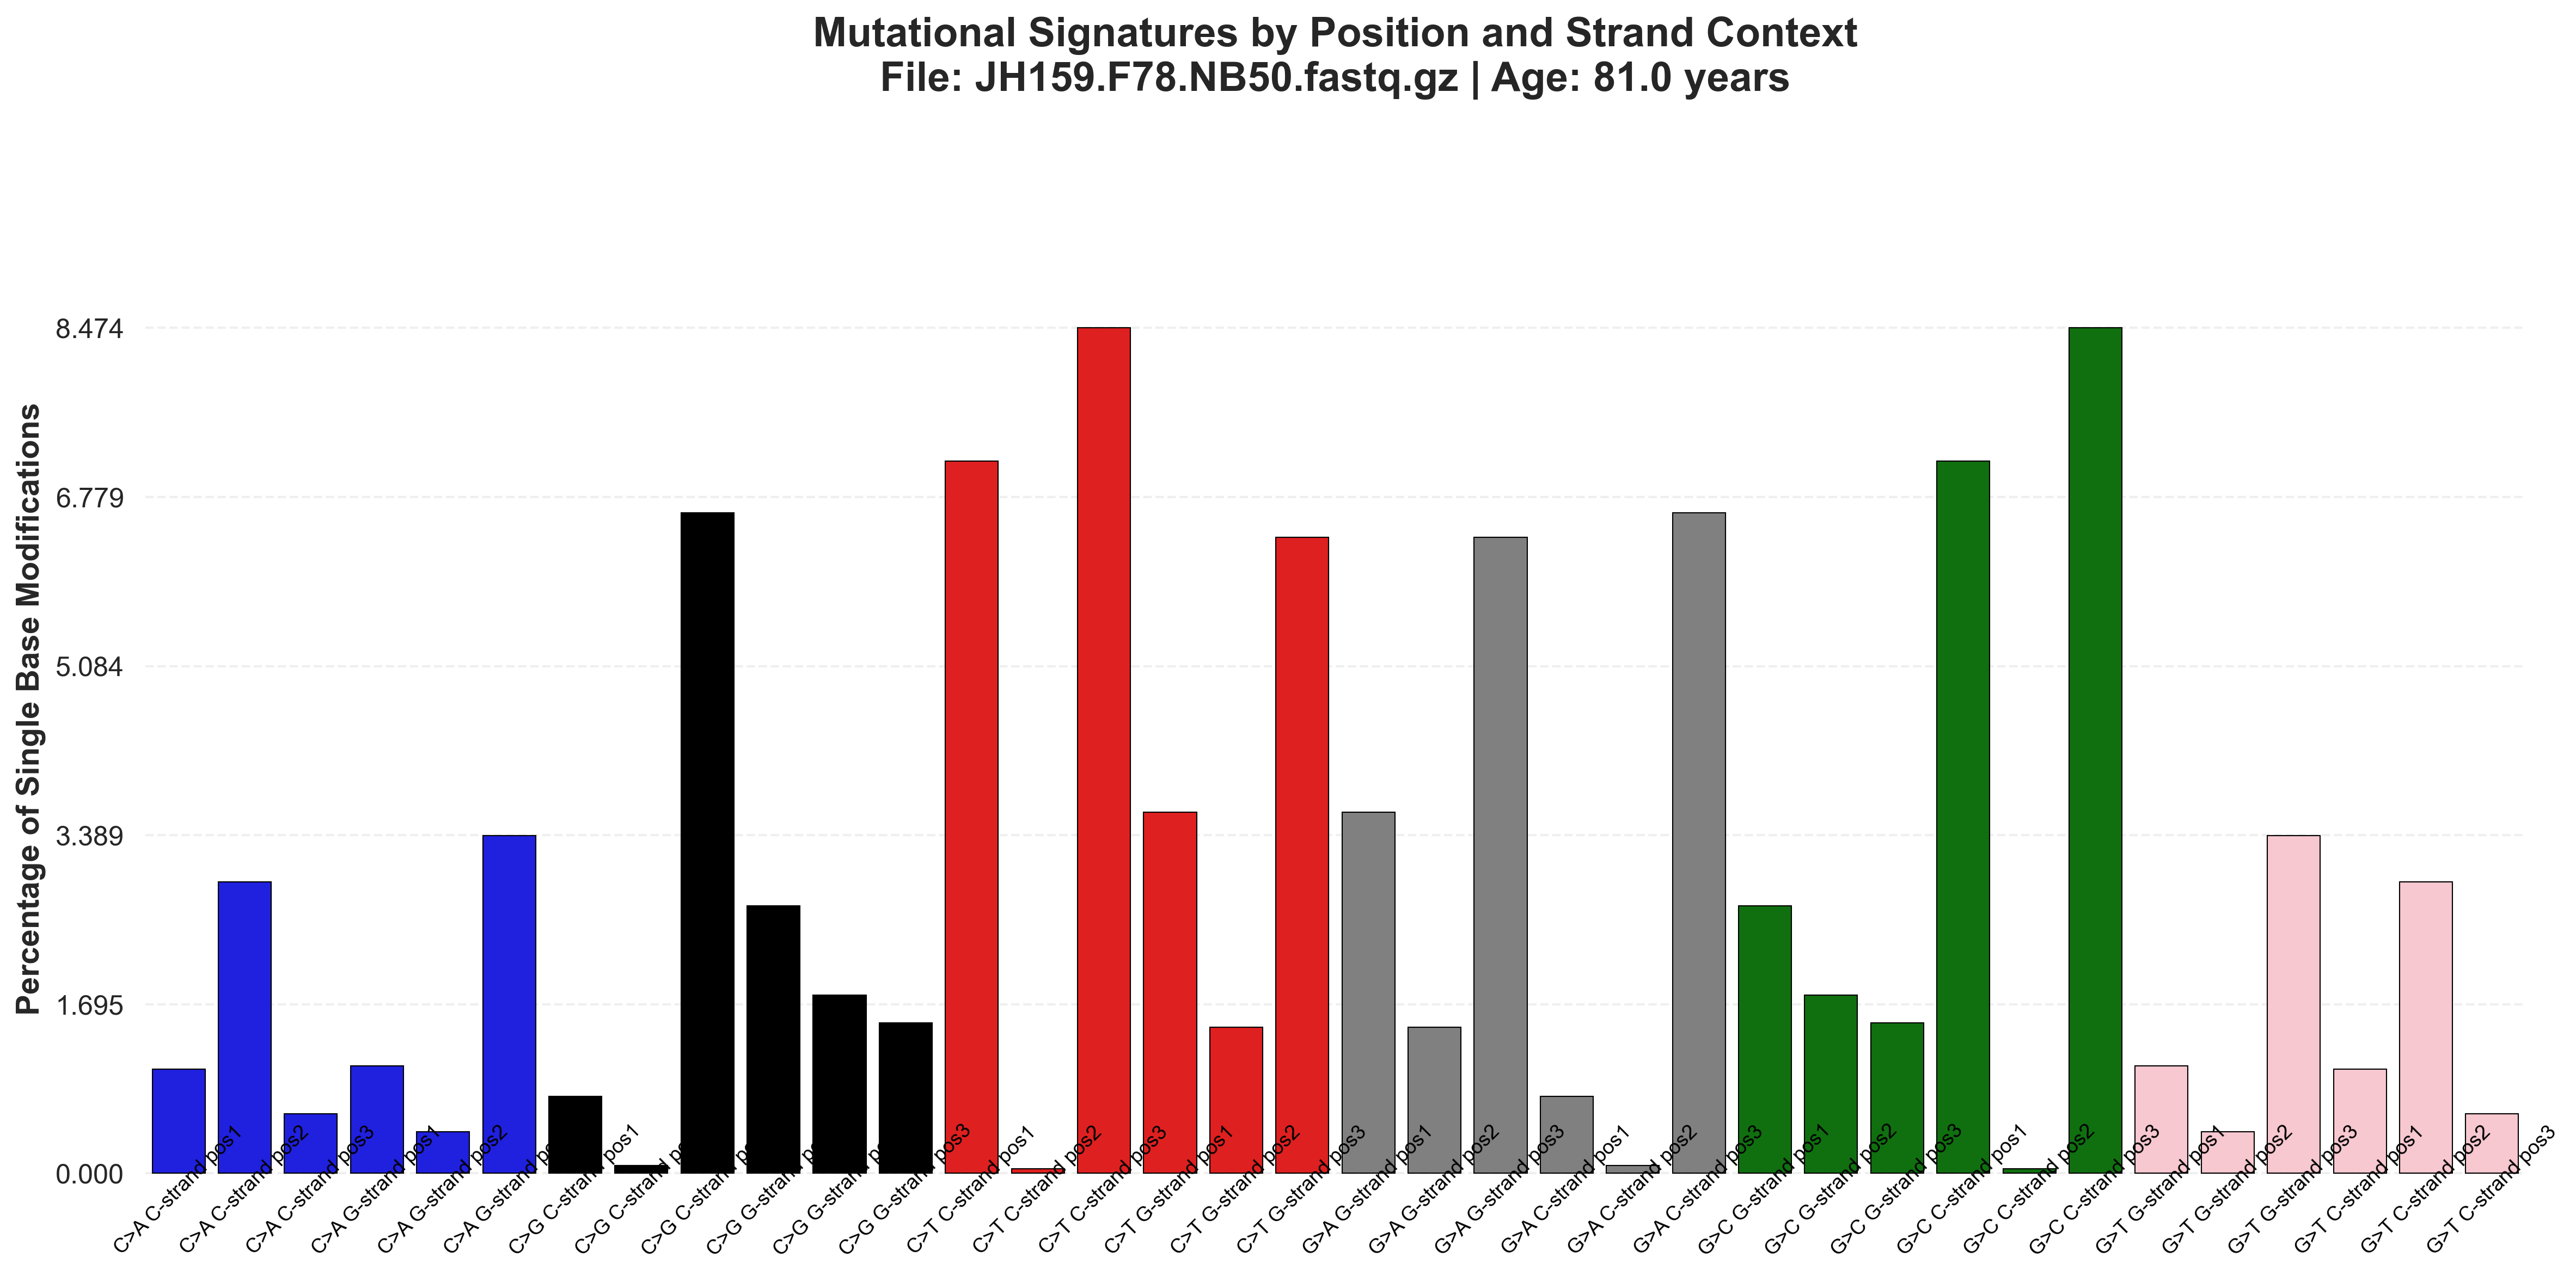 Mutational Signatures by Position and Strand Context
File: JH159.F78.NB50.fastq.gz | Age: 81.0 years
Percentage of Single Base Modifications
8.474
6.779
5.084
3.389
1.695
0.000
C>A C-strand pos1
C>A C-strand pos2
C>A C-strand pos3
C>A G-strand pos1
C>A G-strand pos2
C>A G-strand po
C>G C-strand pos1
C>G C-strand po
C>G C-strand p
C>G G-strand p
C>G G-strand p
C>G G-strand pos3
C>T C-strand pos1
C>T C-strand pos2
C>T C-strand pos3
C>T G-strand pos1
C>T G-strand pos2
C>T G-strand pos3
G>A G-strand pos1
G>A G-strand pos2
G>A G-strand pos3
G>A C-strand pos1
G>A C-strand pos2
G>A C-strand pos3
G>C G-strand pos1
G>C G-strand pos2
G>C G-strand pos3
G>C C-strand pos1
G>C C-strand pos2
G>C C-strand pos3
G>T G-strand pos1
G>T G-strand pos2
G>T G-strand pos3
G>T C-strand pos1
G>T C-strand pos2
G>T C-strand pos3